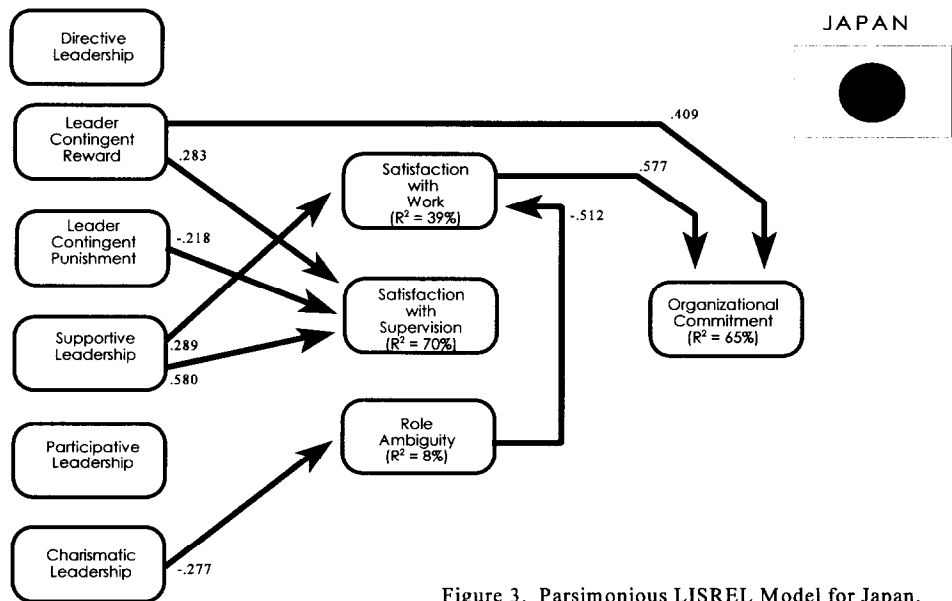 JAPAN
Directive
Leadership
Leader
Contingent
Reward
.409
.283
.577
Satisfaction
with
Work
(R² = 39%)
-.512
Leader
Contingent
Punishment
-.218
Satisfaction
with
Supervision
(R² = 70%)
Organizational
Commitment
(R² = 65%)
Supportive
Leadership
.289
.580
Role
Ambiguity
(R² = 8%)
Participative
Leadership
Charismatic
Leadership
-.277
Figure 3. Parsimonious LISREL Model for Japan.